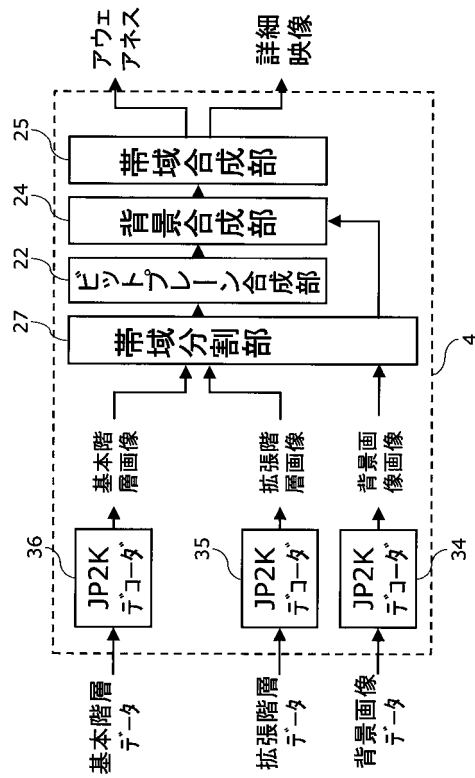 基本階層
データ
拡張階層
データ
背景画像
データ
36
JP2K
デコーダ
35
JP2K
デコーダ
34
JP2K
デコーダ
基本階
層画像
拡張階
層画像
背景画
像画像
27
帯域分割部
22
ビットプレーン合成部
24
背景合成部
25
帯域合成部
アウェ
アネス
詳細
映像
4